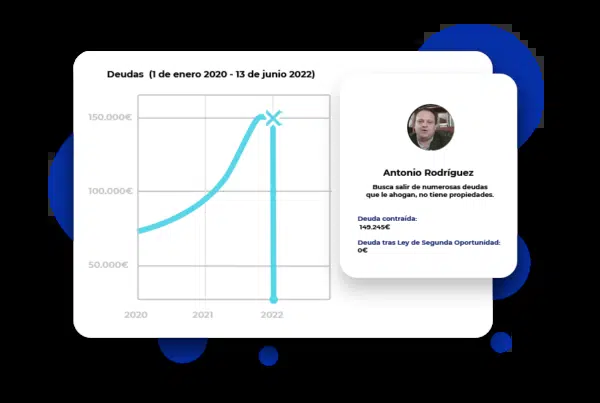 Deudas (1 de enero 2020 - 13 de junio 2022)
150.000€
100.000€
50.000€
2020 2021 2022
Antonio Rodríguez
Busca salir de numerosas deudas
que le ahogan, no tiene propiedades.
Deuda contraída:
149.245€
Deuda tras Ley de Segunda Oportunidad:
0€